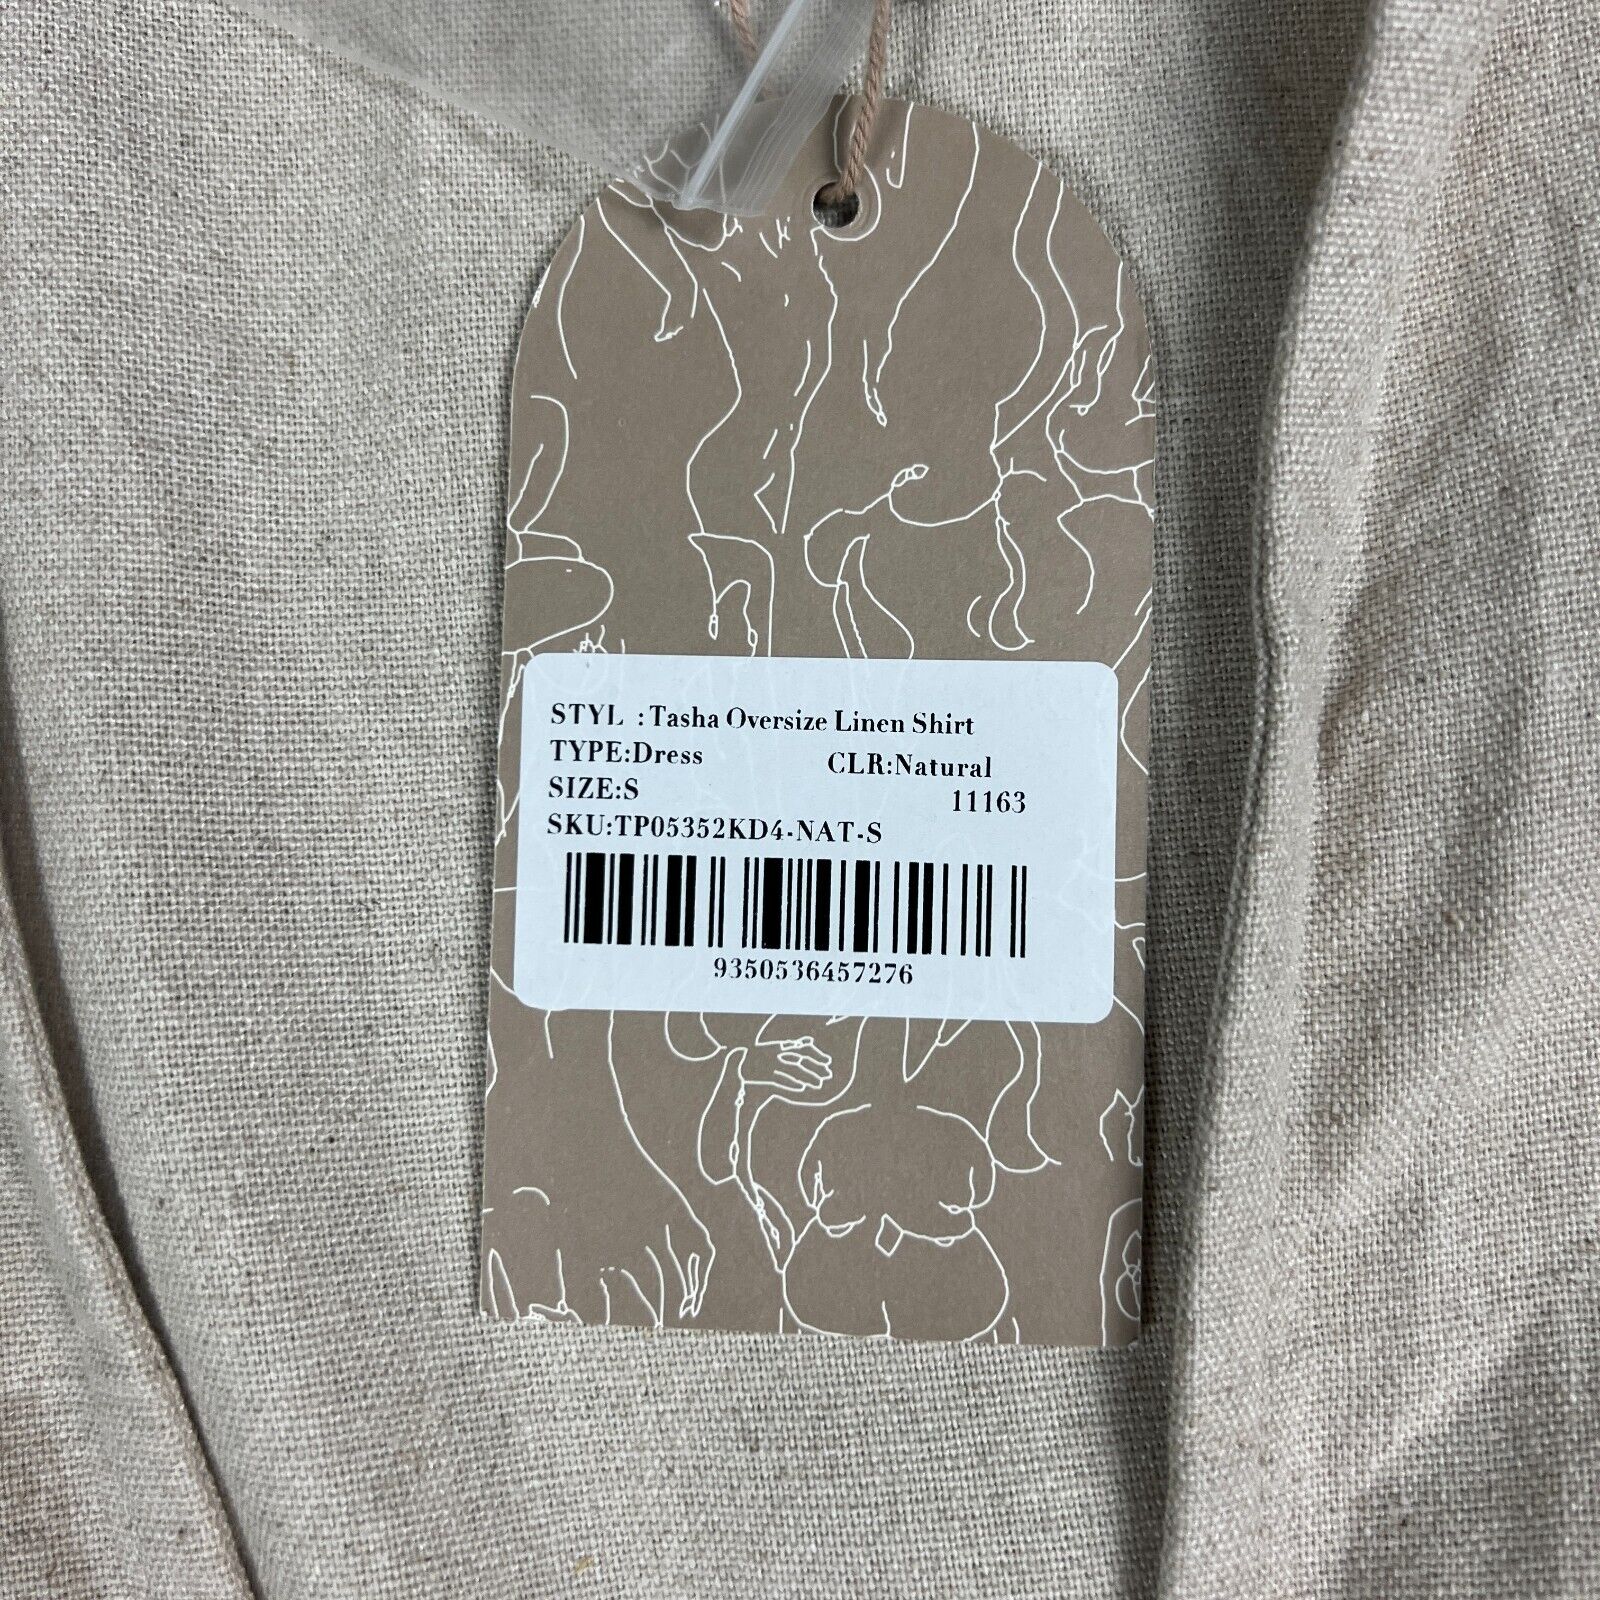 STYL : Tasha Oversize Linen Shirt
TYPE:Dress CLR:Natural
SIZE:S 11163
SKU:TP05352KD4-NAT-S
9350536457276